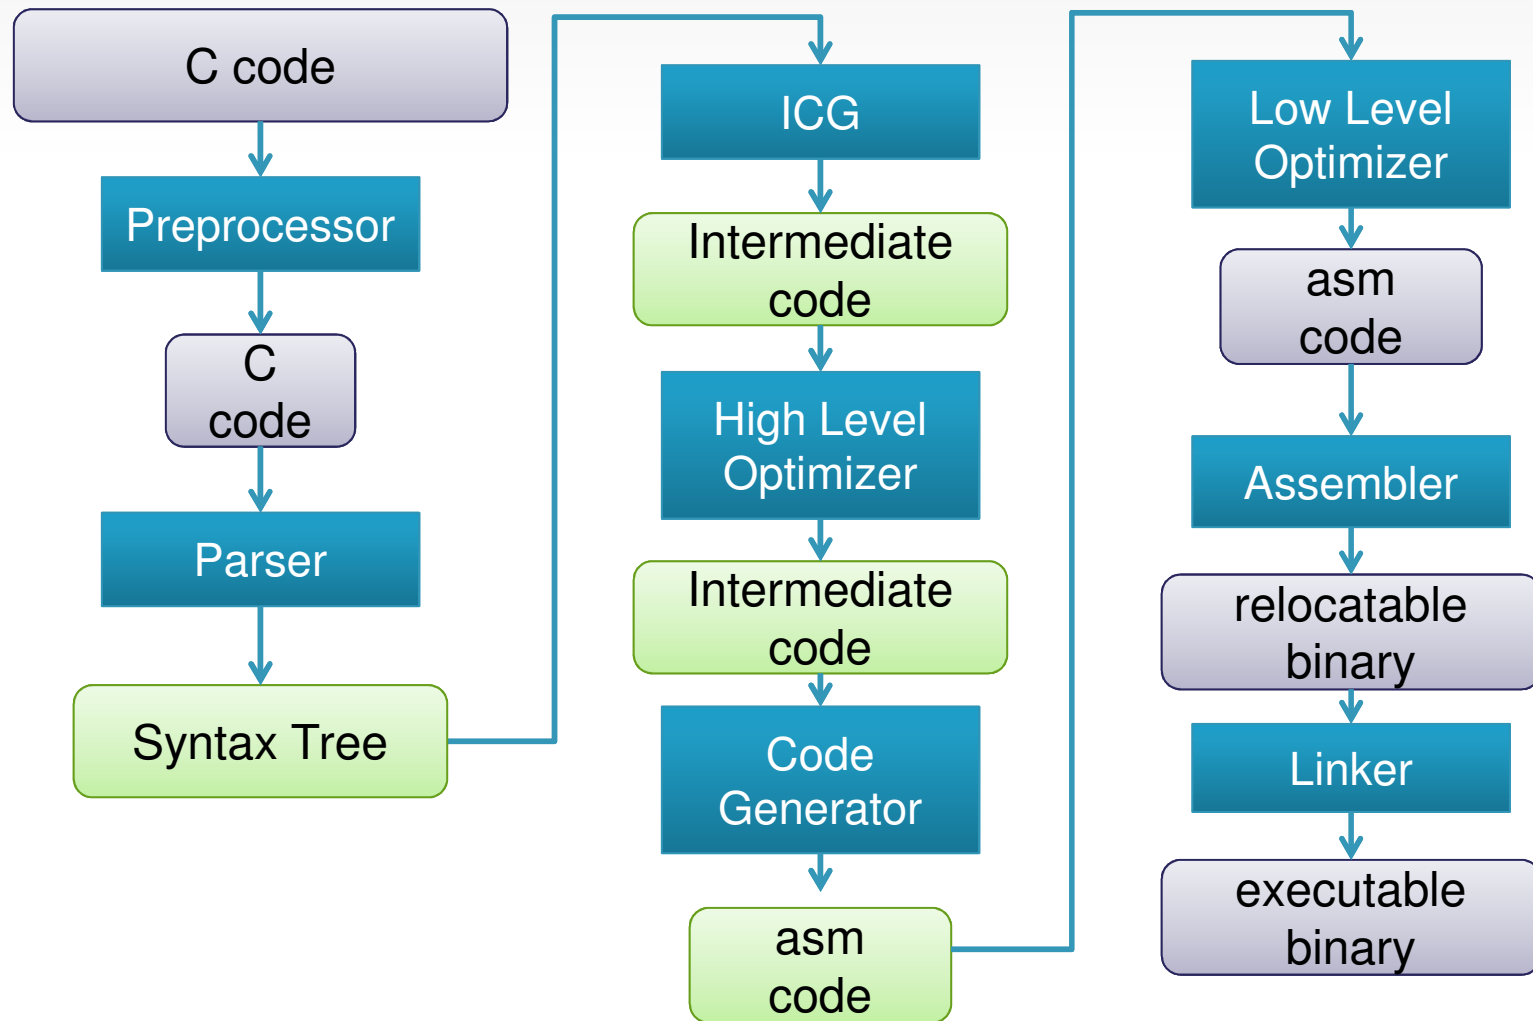 C code
Preprocessor
C
code
Parser
Syntax Tree
ICG
Intermediate
code
High Level
Optimizer
Intermediate
code
Code
Generator
asm
code
Low Level
Optimizer
asm
code
Assembler
relocatable
binary
Linker
executable
binary